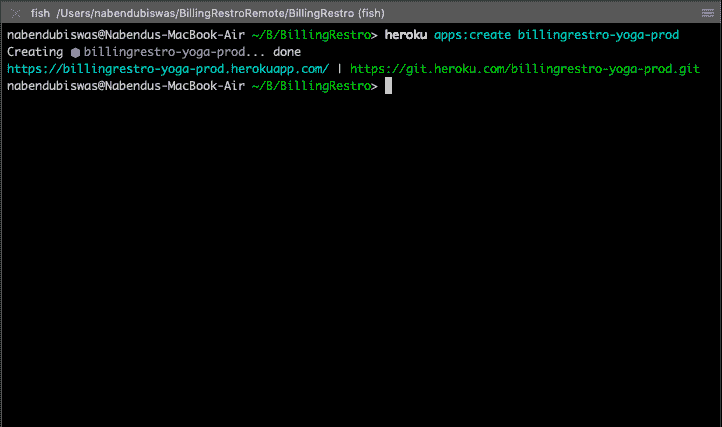 fish /Users/nabendubiswas/BillingRestroRemote/BillingRestro (fish)
nabendubiswas@Nabendus-MacBook-Air ~/B/BillingRestro> heroku apps:create billingrestro-yoga-prod
Creating ⬢ billingrestro-yoga-prod... done
https://billingrestro-yoga-prod.herokuapp.com/ | https://git.heroku.com/billingrestro-yoga-prod.git
nabendubiswas@Nabendus-MacBook-Air ~/B/BillingRestro>